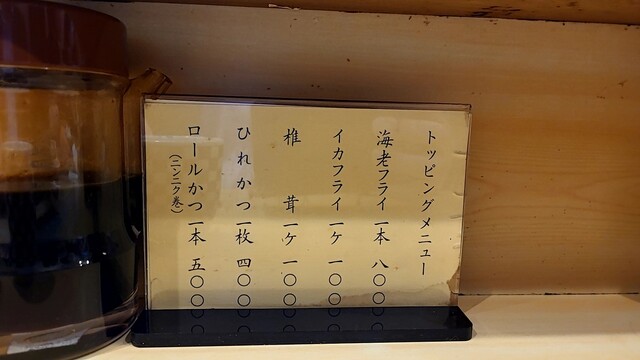 トッピングメニュー
海老フライ一本 八〇〇
イカフライ一ケ 一〇〇
椎茸一ケ 一〇〇
ひれかつ一枚 四〇〇
ロールかつ一本 五〇〇
(ニンニク巻)